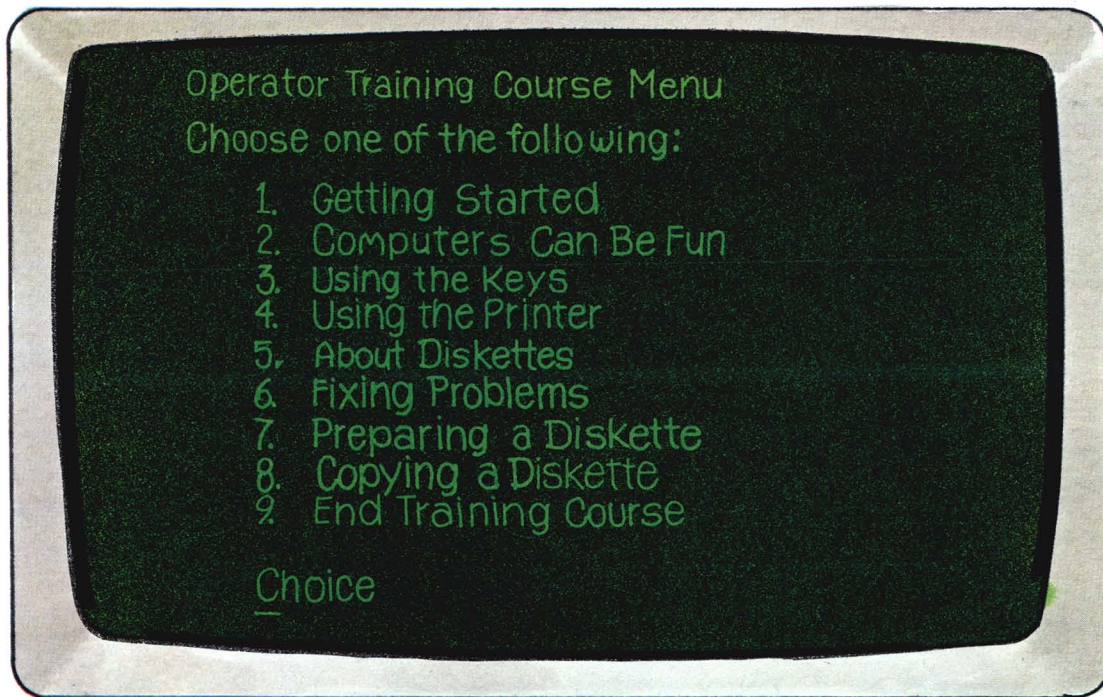 Operator Training Course Menu
Choose one of the following:
1. Getting Started
2. Computers Can Be Fun
3. Using the Keys
4. Using the Printer
5. About Diskettes
6. Fixing Problems
7. Preparing a Diskette
8. Copying a Diskette
9. End Training Course
Choice